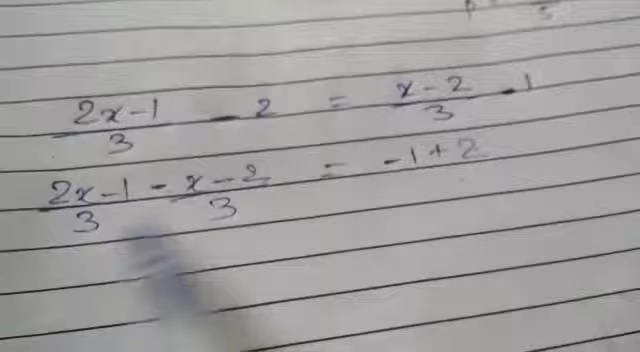 2x-1/3 - 2 = x-2/3 - 1
2x-1/3 - x-2/3 = -1+2